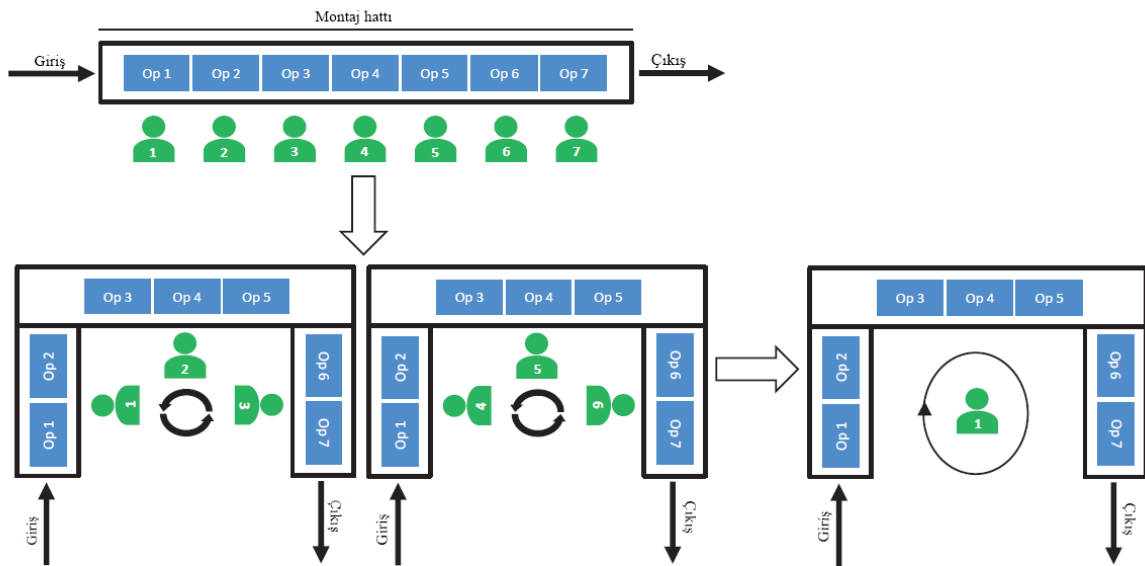 Montaj hattı
Giriş
Op 1 Op 2 Op 3 Op 4 Op 5 Op 6 Op 7
Çıkış
1 2 3 4 5 6 7
Op 3 Op 4 Op 5
Op 2
Op 1
2
1
3
Op 6
Op 7
Giriş
Çıkış
Op 3 Op 4 Op 5
Op 2
Op 1
5
4
6
Op 6
Op 7
Giriş
Çıkış
Op 3 Op 4 Op 5
Op 2
Op 1
1
Op 6
Op 7
Giriş
Çıkış